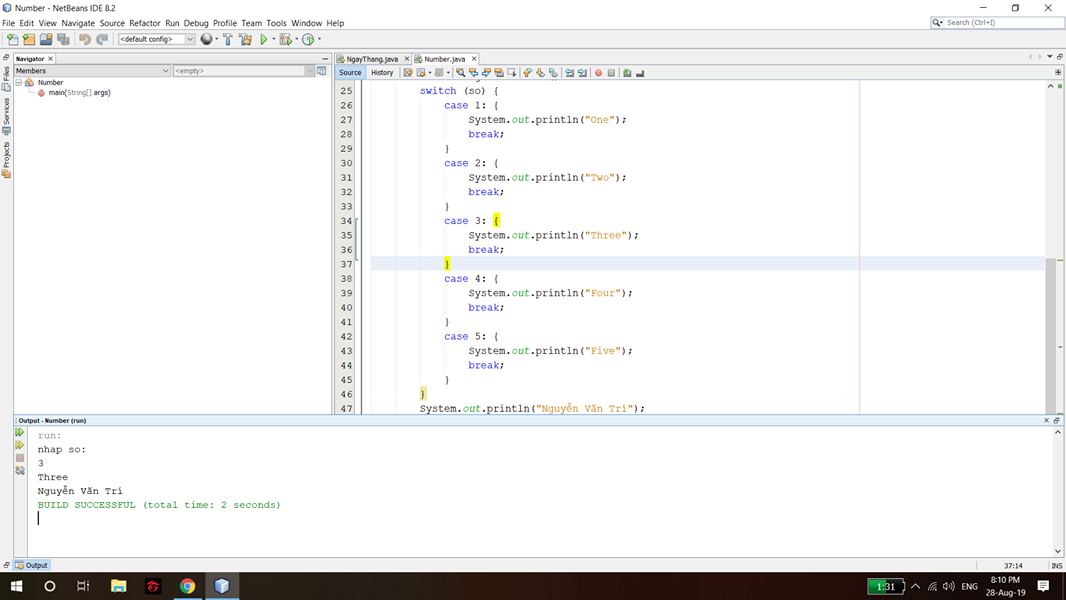 Number - NetBeans IDE 8.2
File Edit View Navigate Source Refactor Run Debug Profile Team Tools Window Help
Search (Ctrl+I)
<default config>
Navigator
NgayThang.java
Number.java
Members
<empty>
Source
History
Number
main(String[] args)
Files
Services
Projects
25 switch (so) {
26 case 1: {
27 System.out.println("One");
28 break;
29 }
30 case 2: {
31 System.out.println("Two");
32 break;
33 }
34 case 3: {
35 System.out.println("Three");
36 break;
37 }
38 case 4: {
39 System.out.println("Four");
40 break;
41 }
42 case 5: {
43 System.out.println("Five");
44 break;
45 }
46 }
47 System.out.println("Nguyễn Văn Trí");
Output - Number (run)
run:
nhap so:
3
Three
Nguyễn Văn Trí
BUILD SUCCESSFUL (total time: 2 seconds)
Output
37:14
INS
1:31
ENG
8:10 PM
28-Aug-19